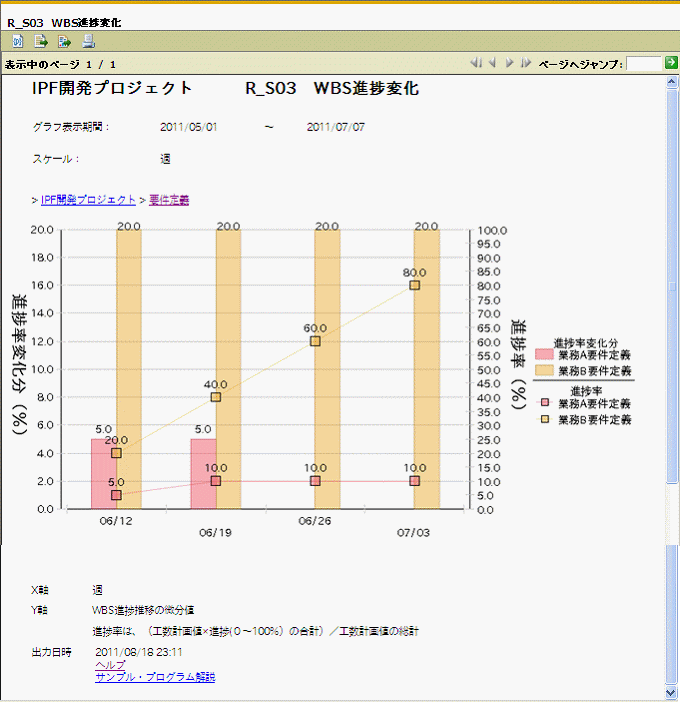 R_S03 WBS進捗変化
表示中のページ 1 / 1
ページへジャンプ:
IPF開発プロジェクト R_S03 WBS進捗変化
グラフ表示期間： 2011/05/01 ～ 2011/07/07
スケール： 週
> IPF開発プロジェクト > 要件定義
20.0 20.0 20.0 20.0
20.0
18.0
16.0
14.0
12.0
10.0
8.0
6.0
4.0
2.0
0.0
進捗率変化分（%）
80.0
60.0
40.0
5.0 5.0
20.0
10.0 10.0 10.0
5.0
06/12
06/19
06/26
07/03
100.0
95.0
90.0
85.0
80.0
75.0
70.0
65.0
60.0
55.0
50.0
45.0
40.0
35.0
30.0
25.0
20.0
15.0
10.0
5.0
0.0
進捗率（%）
進捗率変化分
業務A要件定義
業務B要件定義
進捗率
業務A要件定義
業務B要件定義
X軸 週
Y軸 WBS進捗推移の微分値
進捗率は、（工数計画値×進捗(０～100%）の合計）／工数計画値の総計
出力日時 2011/08/18 23:11
ヘルプ
サンプル・プログラム解説